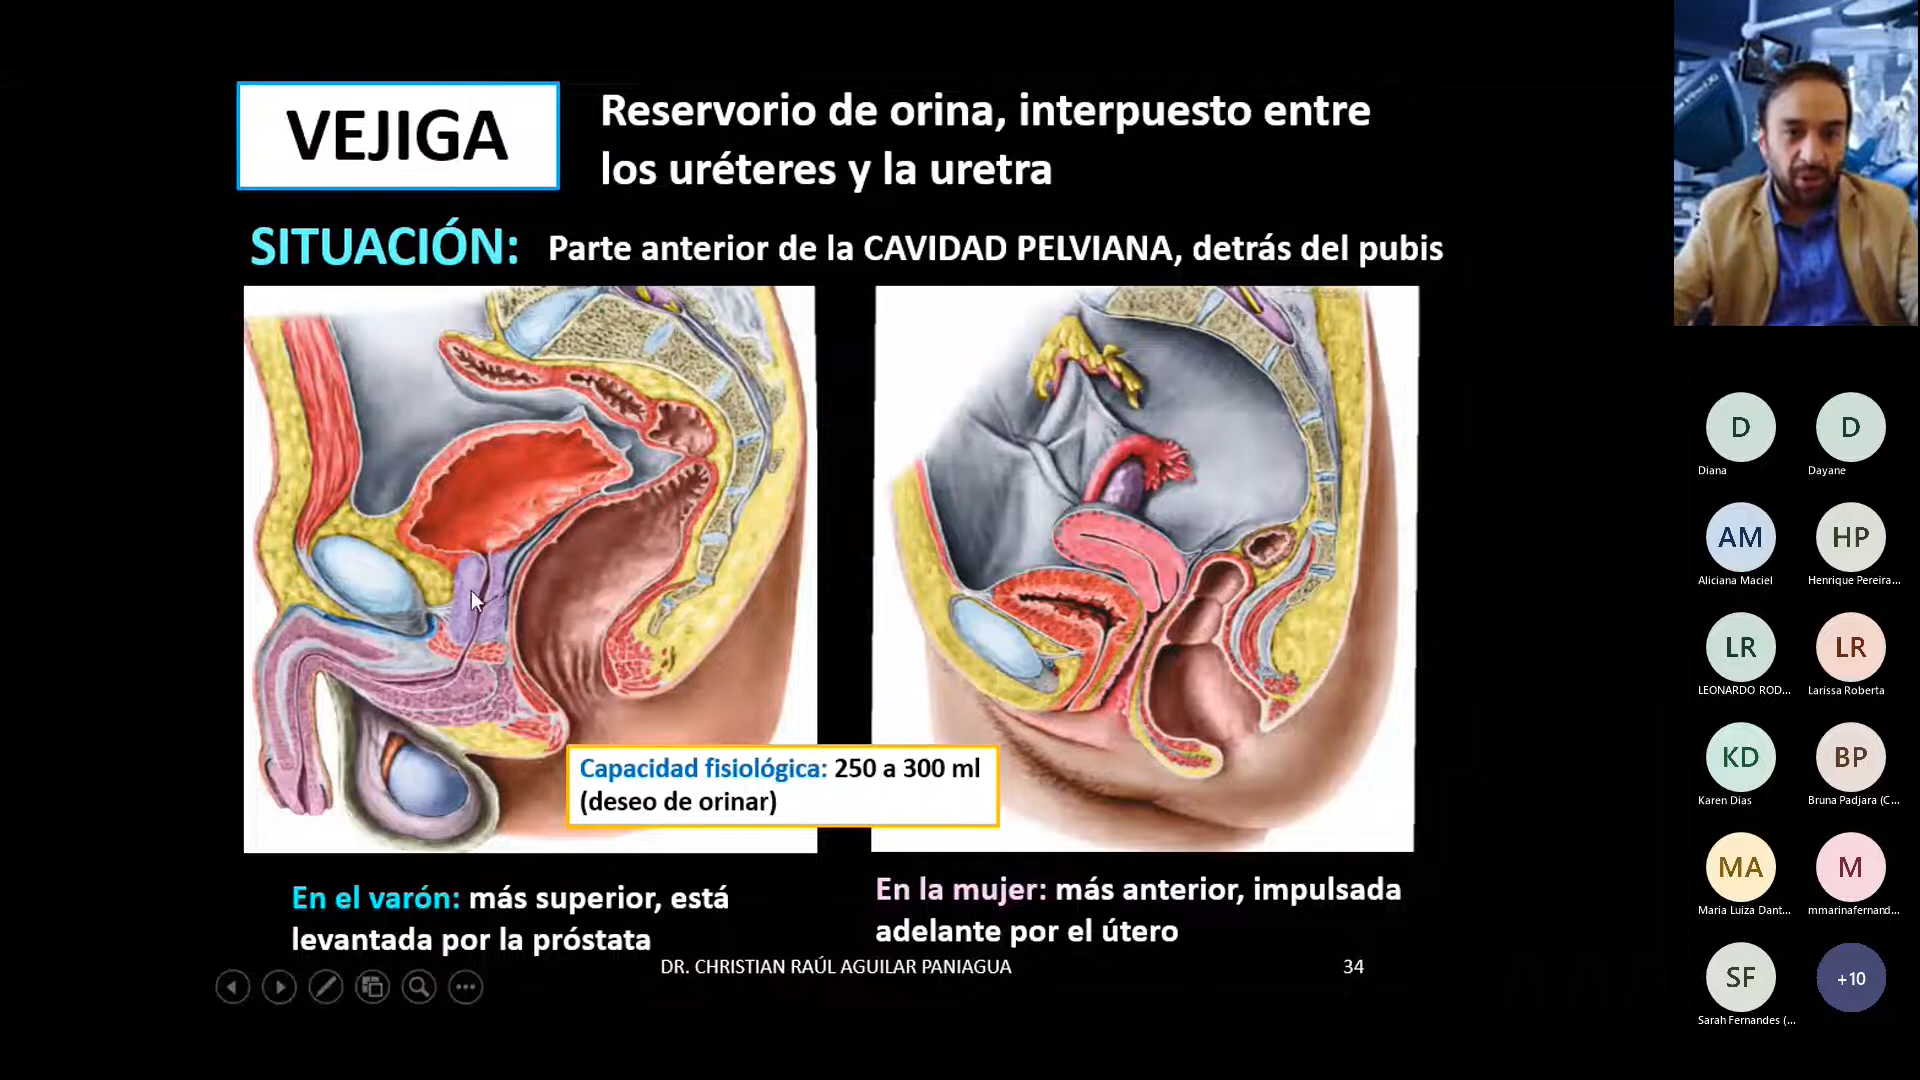 VEJIGA
Reservorio de orina, interpuesto entre
los uréteres y la uretra
SITUACIÓN:
Parte anterior de la CAVIDAD PELVIANA, detrás del pubis
Capacidad fisiológica: 250 a 300 ml
(deseo de orinar)
En el varón: más superior, está
levantada por la próstata
En la mujer: más anterior, impulsada
adelante por el útero
DR. CHRISTIAN RAÚL AGUILAR PANIAGUA
34
D
Diana
D
Dayane
AM
Aliciana Maciel
HP
Henrique Pereira...
LR
LEONARDO ROD...
LR
Larissa Roberta
KD
Karen Dias
BP
Bruna Padjara (C...
MA
Maria Luiza Dant...
M
mmarinafernand...
SF
Sarah Fernandes (...
+10